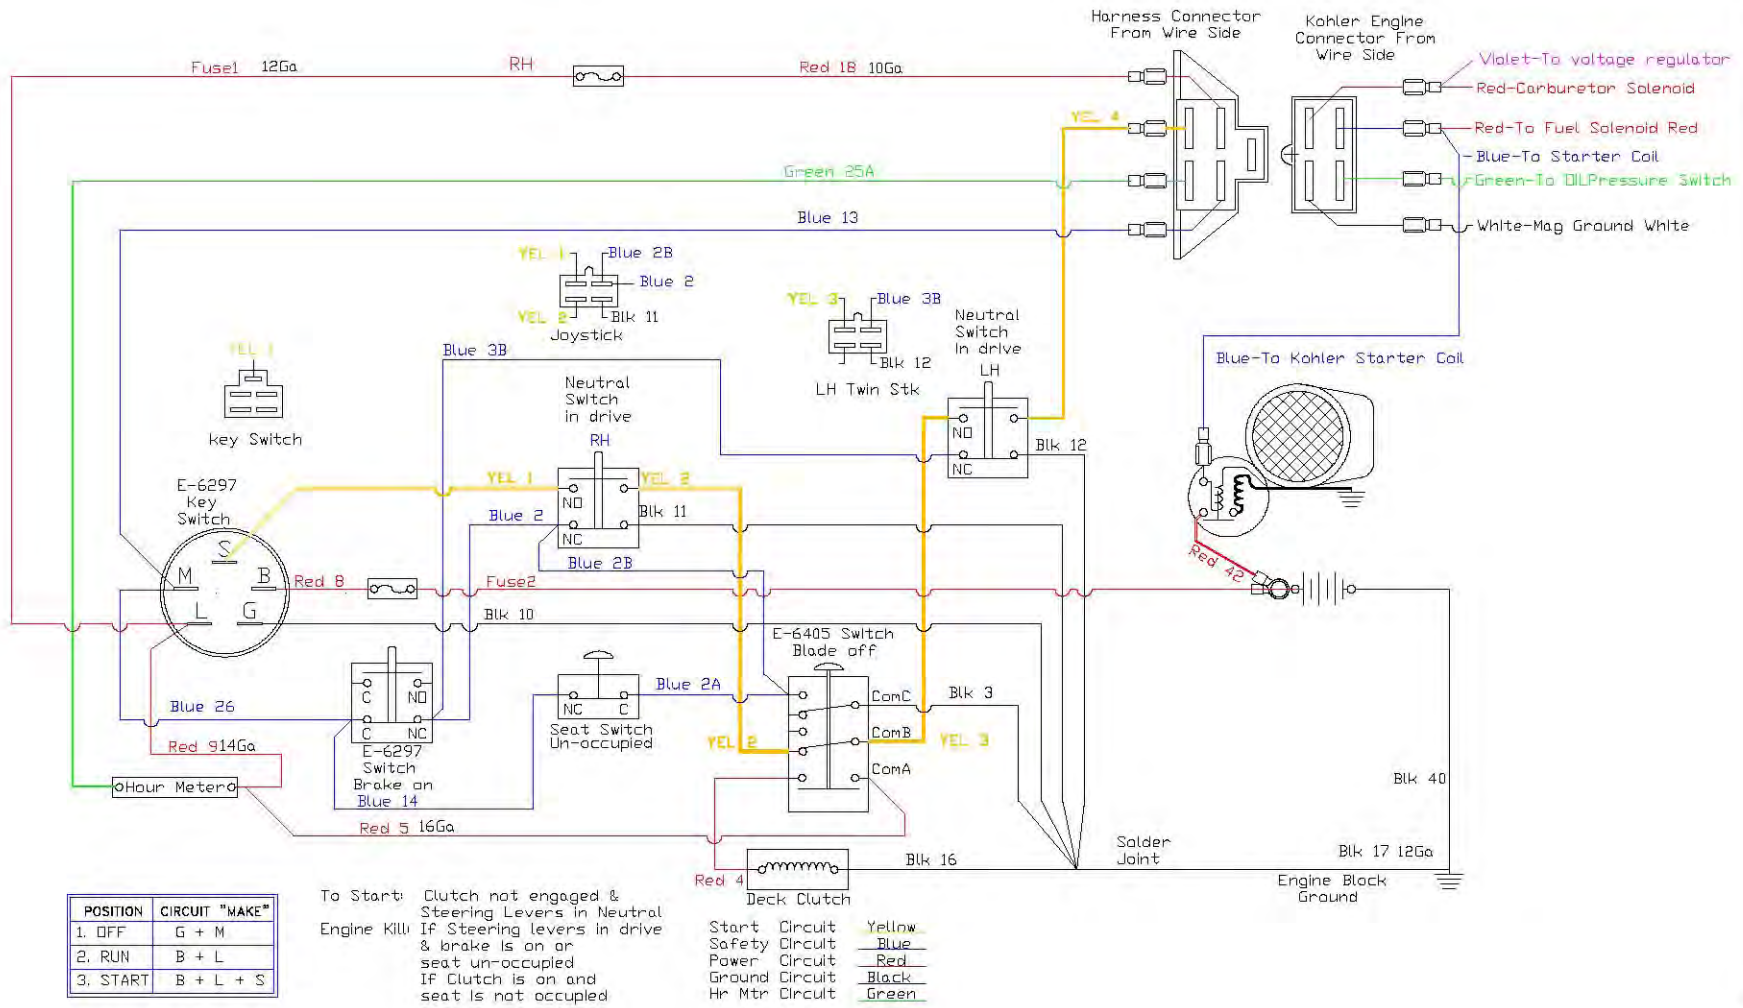 Harness Connector
From Wire Side
Kohler Engine
Connector From
Wire Side
Fuse1 12Ga
RH
Red 18 10Ga
Violet-To voltage regulator
Red-Carburetor Solenoid
YEL 4
Red-To Fuel Solenoid Red
Blue-To Starter Coil
Green 25A
Green-To OILPressure Switch
Blue 13
White-Mag Ground White
YEL 1
Blue 2B
Blue 2
YEL 2
Blk 11
Joystick
YEL 3
Blue 3B
Blk 12
LH Twin Stk
Neutral
Switch
In drive
LH
NO
NC
Blk 12
Blue-To Kohler Starter Coil
YEL 1
key Switch
Blue 3B
Neutral
Switch
in drive
RH
E-6297
Key
Switch
YEL 1
YEL 2
NO
NC
Blue 2
Blk 11
Blue 2B
S
M
B
L
G
Red 8
Fuse2
Red 42
Blk 10
E-6405 Switch
Blade off
Blue 26
C
NO
C
NC
E-6297
Switch
Brake on
Blue 2A
NC
C
Seat Switch
Un-occupied
ComC
Blk 3
ComB
YEL 2
YEL 3
ComA
Red 9 14Ga
Hour Meter
Blue 14
Red 5 16Ga
Blk 40
Solder
Joint
Blk 17 12Ga
Blk 16
Red 4
Deck Clutch
Engine Block
Ground
POSITION CIRCUIT "MAKE"
1. OFF G + M
2. RUN B + L
3. START B + L + S
To Start: Clutch not engaged &
Steering Levers in Neutral
Engine Kill: If Steering levers in drive
& brake is on or
seat un-occupied
If Clutch is on and
seat is not occupied
Start Circuit Yellow
Safety Circuit Blue
Power Circuit Red
Ground Circuit Black
Hr Mtr Circuit Green